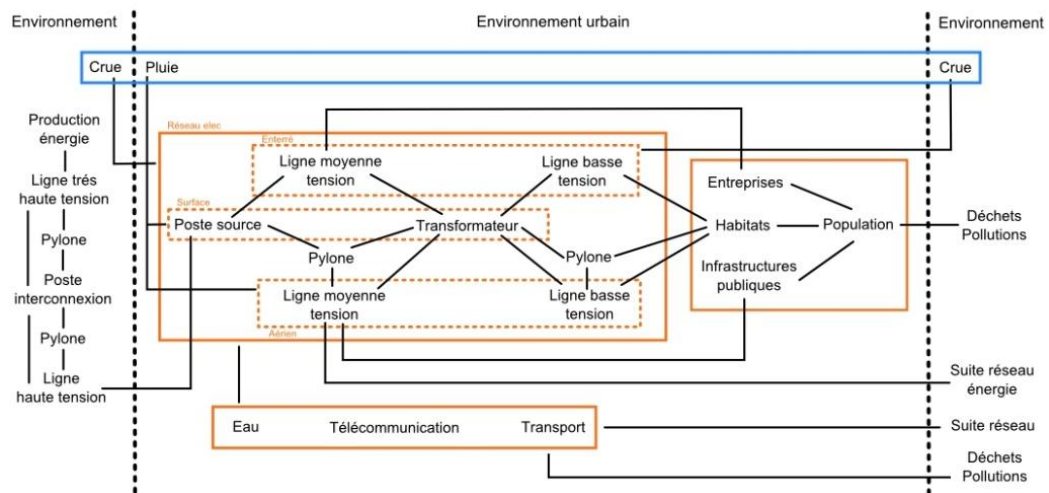 Environnement
Environnement urbain
Environnement
Crue
Pluie
Crue
Production
énergie
Ligne trés
haute tension
Pylone
Poste
interconnexion
Pylone
Ligne
haute tension
Réseau elec
Enterré
Ligne moyenne
tension
Ligne basse
tension
Surface
Poste source
Transformateur
Pylone
Pylone
Ligne moyenne
tension
Ligne basse
tension
Aérien
Entreprises
Habitats
Population
Infrastructures
publiques
Déchets
Pollutions
Suite réseau
énergie
Eau
Télécommunication
Transport
Suite réseau
Déchets
Pollutions